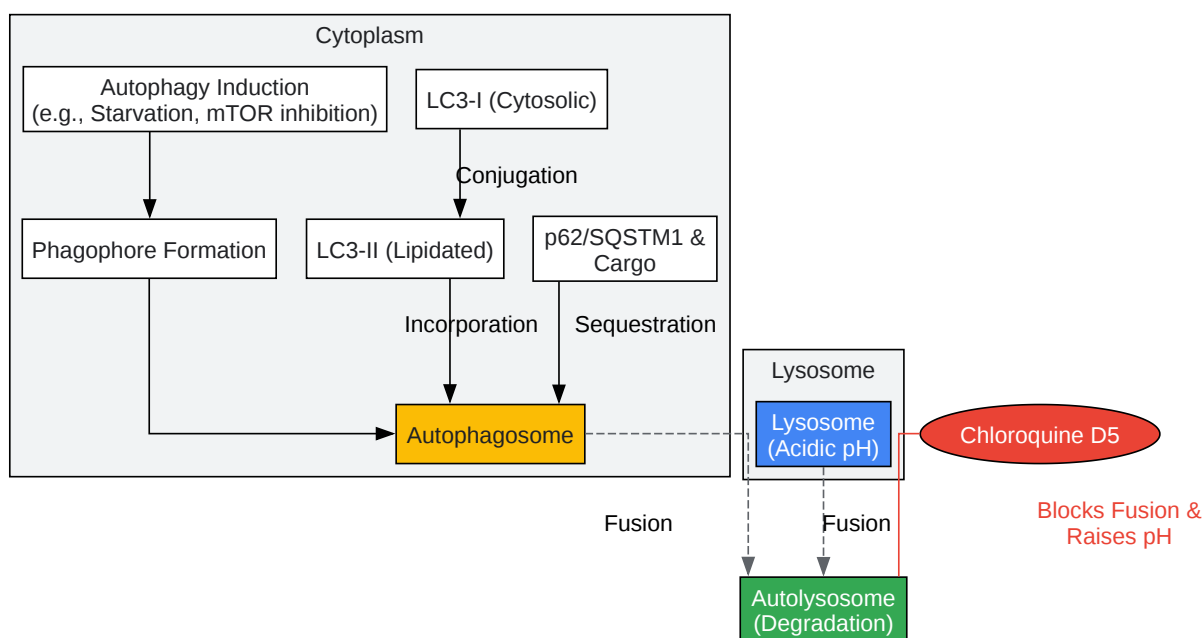 Cytoplasm
Autophagy Induction
(e.g., Starvation, mTOR inhibition)
LC3-I (Cytosolic)
Conjugation
Phagophore Formation
LC3-II (Lipidated)
p62/SQSTM1 &
Cargo
Incorporation
Sequestration
Autophagosome
Lysosome
Lysosome
(Acidic pH)
Chloroquine D5
Fusion
Fusion
Blocks Fusion &
Raises pH
Autolysosome
(Degradation)